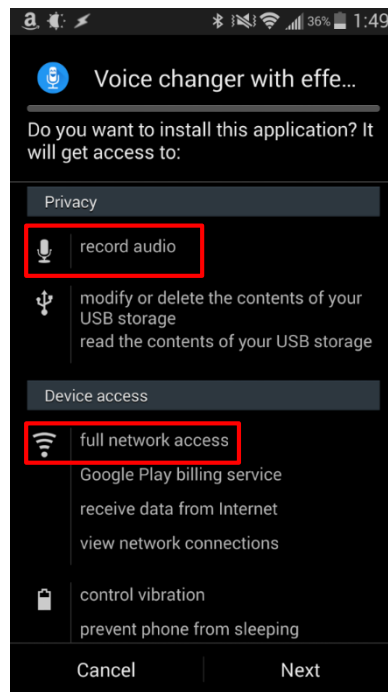 36% 1:49
Voice changer with effe...
Do you want to install this application? It
will get access to:
Privacy
record audio
modify or delete the contents of your
USB storage
read the contents of your USB storage
Device access
full network access
Google Play billing service
receive data from Internet
view network connections
control vibration
prevent phone from sleeping
Cancel Next